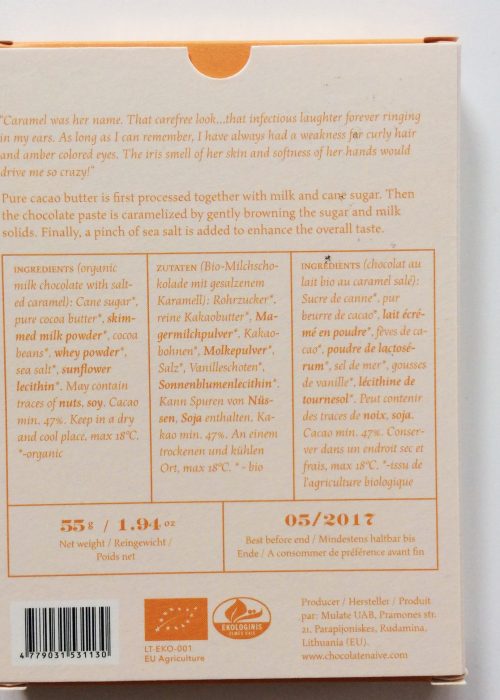 "Caramel was her name. That carefree look...that infectious laughter forever ringing
in my ears. As long as I can remember, I have always had a weakness for curly hair
and amber colored eyes. The iris smell of her skin and softness of her hands would
drive me so crazy!"
Pure cacao butter is first processed together with milk and cane sugar. Then
the chocolate paste is caramelized by gently browning the sugar and milk
solids. Finally, a pinch of sea salt is added to enhance the overall taste.
INGREDIENTS (organic
milk chocolate with salt-
ed caramel): Cane sugar*,
pure cocoa butter*, skim-
med milk powder*, cocoa
beans*, whey powder*,
sea salt*, sunflower
lecithin*. May contain
traces of nuts, soy. Cacao
min. 47%. Keep in a dry
and cool place, max 18°C.
*-organic
ZUTATEN (Bio-Milchscho-
kolade mit gesalzenem
Karamell): Rohrzucker*,
reine Kakaobutter*, Ma-
germilchpulver*, Kakao-
bohnen*, Molkepulver*,
Salz*, Vanilleschoten*,
Sonnenblumenlecithin*.
Kann Spuren von Nüs-
sen, Soja enthalten. Ka-
kao min. 47%. An einem
trockenen und kühlen
Ort, max 18°C. * - bio
INGRÉDIENTS (chocolat au
lait bio au caramel salé):
Sucre de canne*, pur
beurre de cacao*, lait écré-
mé en poudre*, fèves de ca-
cao*, poudre de lactosé-
rum*, sel de mer*, gousses
de vanille*, lécithine de
tournesol*. Peut contenir
des traces de noix, soja.
Cacao min. 47%. Conser-
ver dans un endroit sec et
frais, max 18°C. *-issu de
l'agriculture biologique
55g / 1.94 oz
Net weight / Reingewicht /
Poids net
05/2017
Best before end / Mindestens haltbar bis
Ende / A consommer de préférence avant fin
4 779031 531130
LT-EKO-001
EU Agriculture
EKOLOGINIS
ŽEMĖS ŪKIS
Producer / Hersteller / Produit
par: Mulate UAB, Pramones str.
21, Parapijoniskes, Rudamina,
Lithuania (EU).
www.chocolatenaive.com